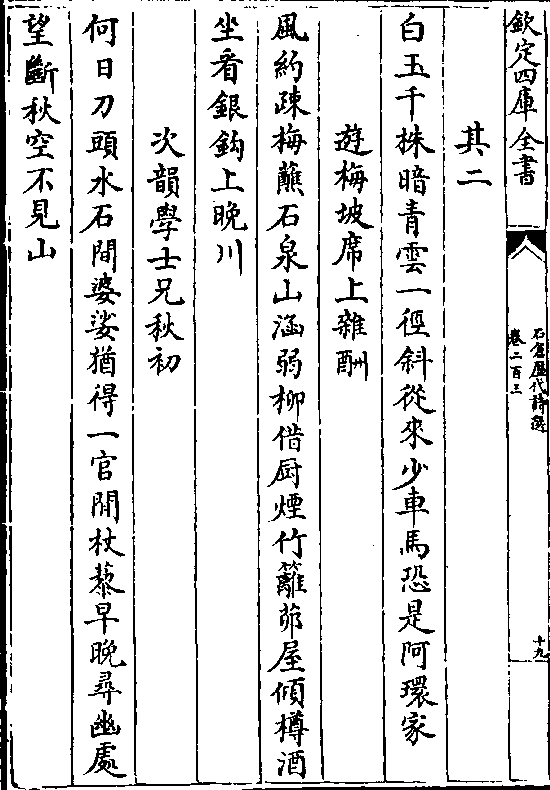 欽定四庫全書
石倉歷代詩選
卷二百三
十九
其二
白玉千株暗青雲一徑斜從來少車馬恐是阿環家
遊梅坡席上雜酬
風約疎梅蘸石泉山涵弱柳借厨煙竹籬茆屋傾樽酒
坐看銀鈎上晚川
次韻學士兄秋初
何日刀頭水石間婆娑猶得一官閒杖藜早晚尋幽處
望斷秋空不見山